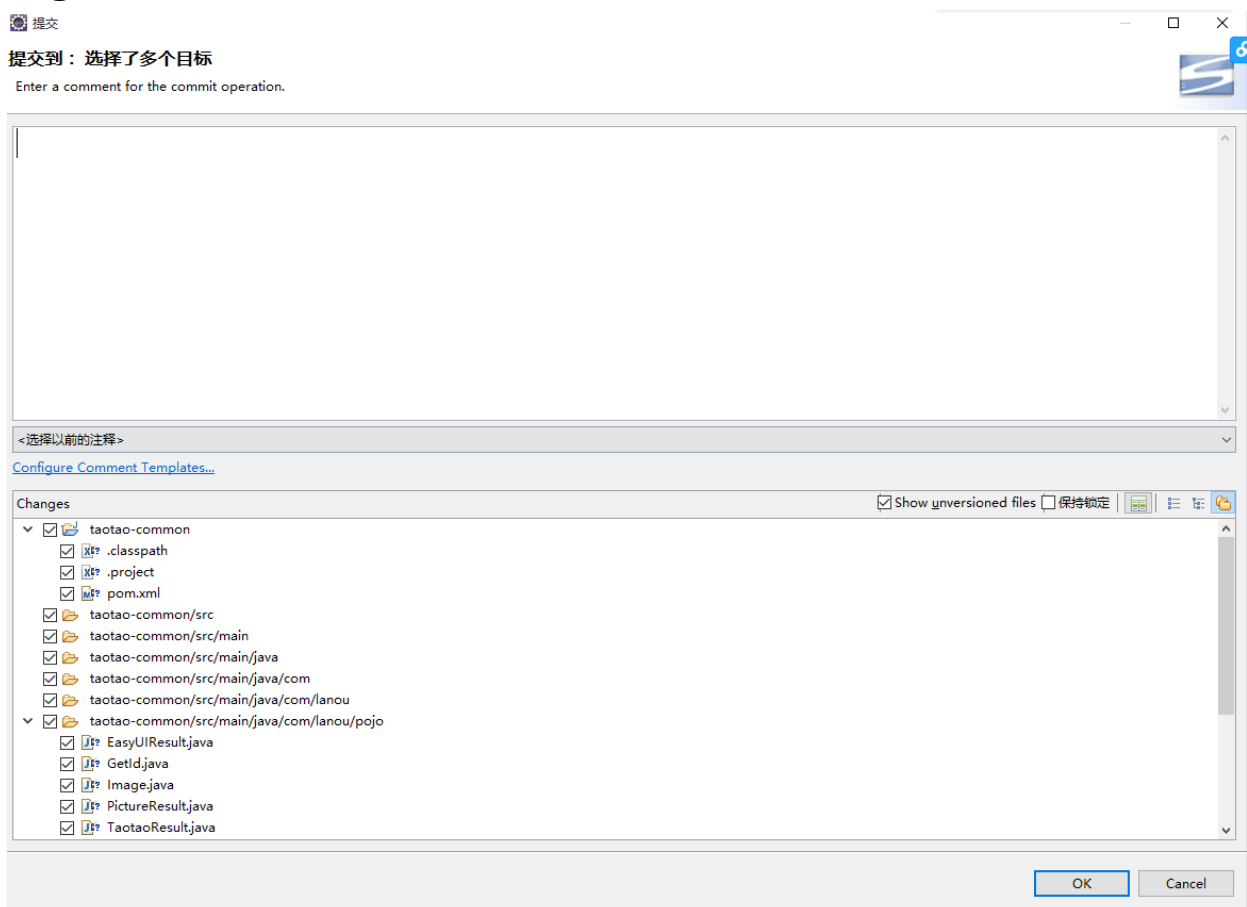 提交
提交到： 选择了多个目标
Enter a comment for the commit operation.
<选择以前的注释>
Configure Comment Templates...
Changes
Show unversioned files 保持锁定
taotao-common
.classpath
.project
pom.xml
taotao-common/src
taotao-common/src/main
taotao-common/src/main/java
taotao-common/src/main/java/com
taotao-common/src/main/java/com/lanou
taotao-common/src/main/java/com/lanou/pojo
EasyUIResult.java
GetId.java
Image.java
PictureResult.java
TaotaoResult.java
OK Cancel